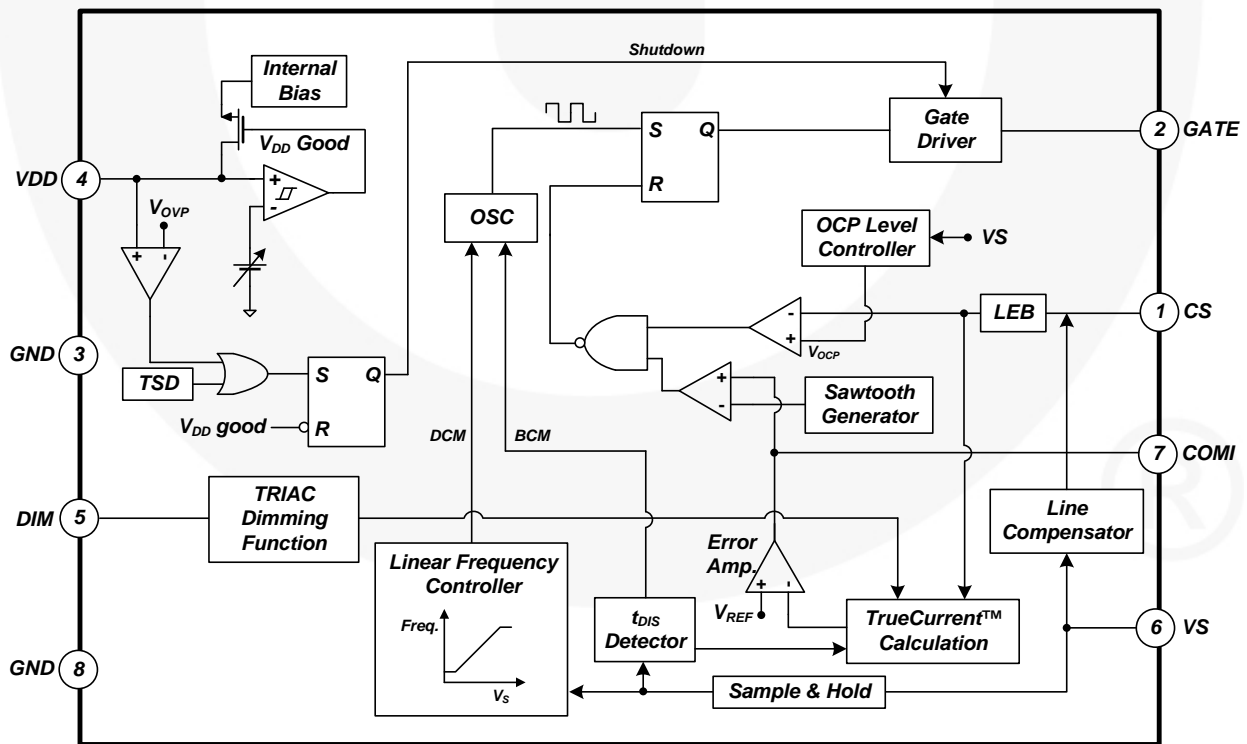 Shutdown
Internal
Bias
VDD Good
S
Q
R
Gate
Driver
2
GATE
VDD
4
+
-
VOVP
+
-
OSC
OCP Level
Controller
VS
GND
3
TSD
S
Q
R
VDD good
-
+
VOCP
LEB
1
CS
+
-
Sawtooth
Generator
DCM
BCM
7
COMI
DIM
5
TRIAC
Dimming
Function
Line
Compensator
Linear Frequency
Controller
Freq.
VS
Error
Amp.
+
-
VREF
tDIS
Detector
TrueCurrent™
Calculation
6
VS
GND
8
Sample & Hold
®